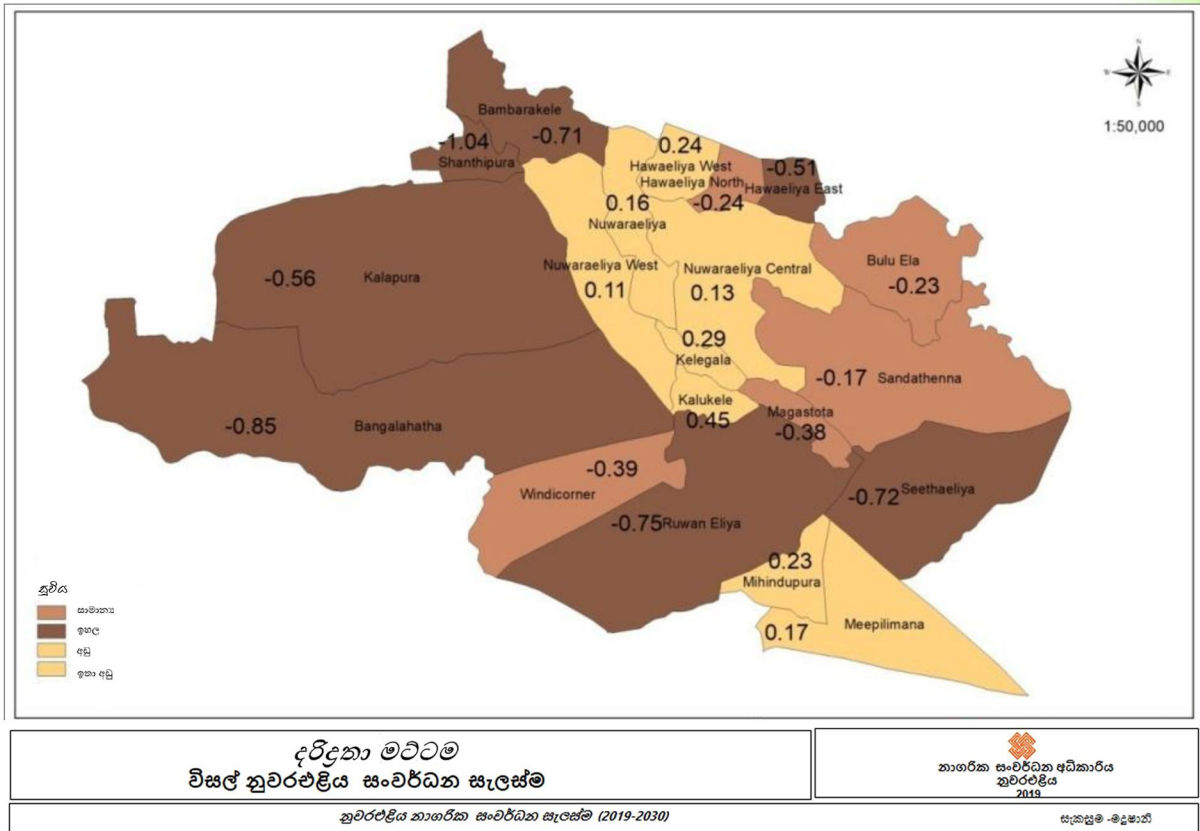 N
W E
S
1:50,000
Bambarakele
-0.71
-1.04
Shanthipura
0.24
Hawaeliya West
Hawaeliya North
-0.24
-0.51
Hawaeliya East
0.16
Nuwaraeliya
Nuwaraeliya West
0.11
Nuwaraeliya Central
0.13
Bulu Ela
-0.23
-0.56
Kalapura
0.29
Kelegala
-0.17
Sandathenna
Kalukele
0.45
Magastota
-0.38
-0.85
Bangalahatha
-0.39
Windicorner
-0.72
Seethaeliya
-0.75
Ruwan Eliya
0.23
Mihindupura
0.17
Meepilimana
සූචිය
සාමාන්‍ය
ඉහල
අඩු
ඉතා අඩු
දරිද්‍රතා මට්ටම
විසල් නුවරඑළිය සංවර්ධන සැලස්ම
නාගරික සංවර්ධන අධිකාරිය
නුවරඑළිය
2019
නුවරඑළිය නාගරික සංවර්ධන සැලස්ම (2019-2030)
සැකසුම -මදුෂානි